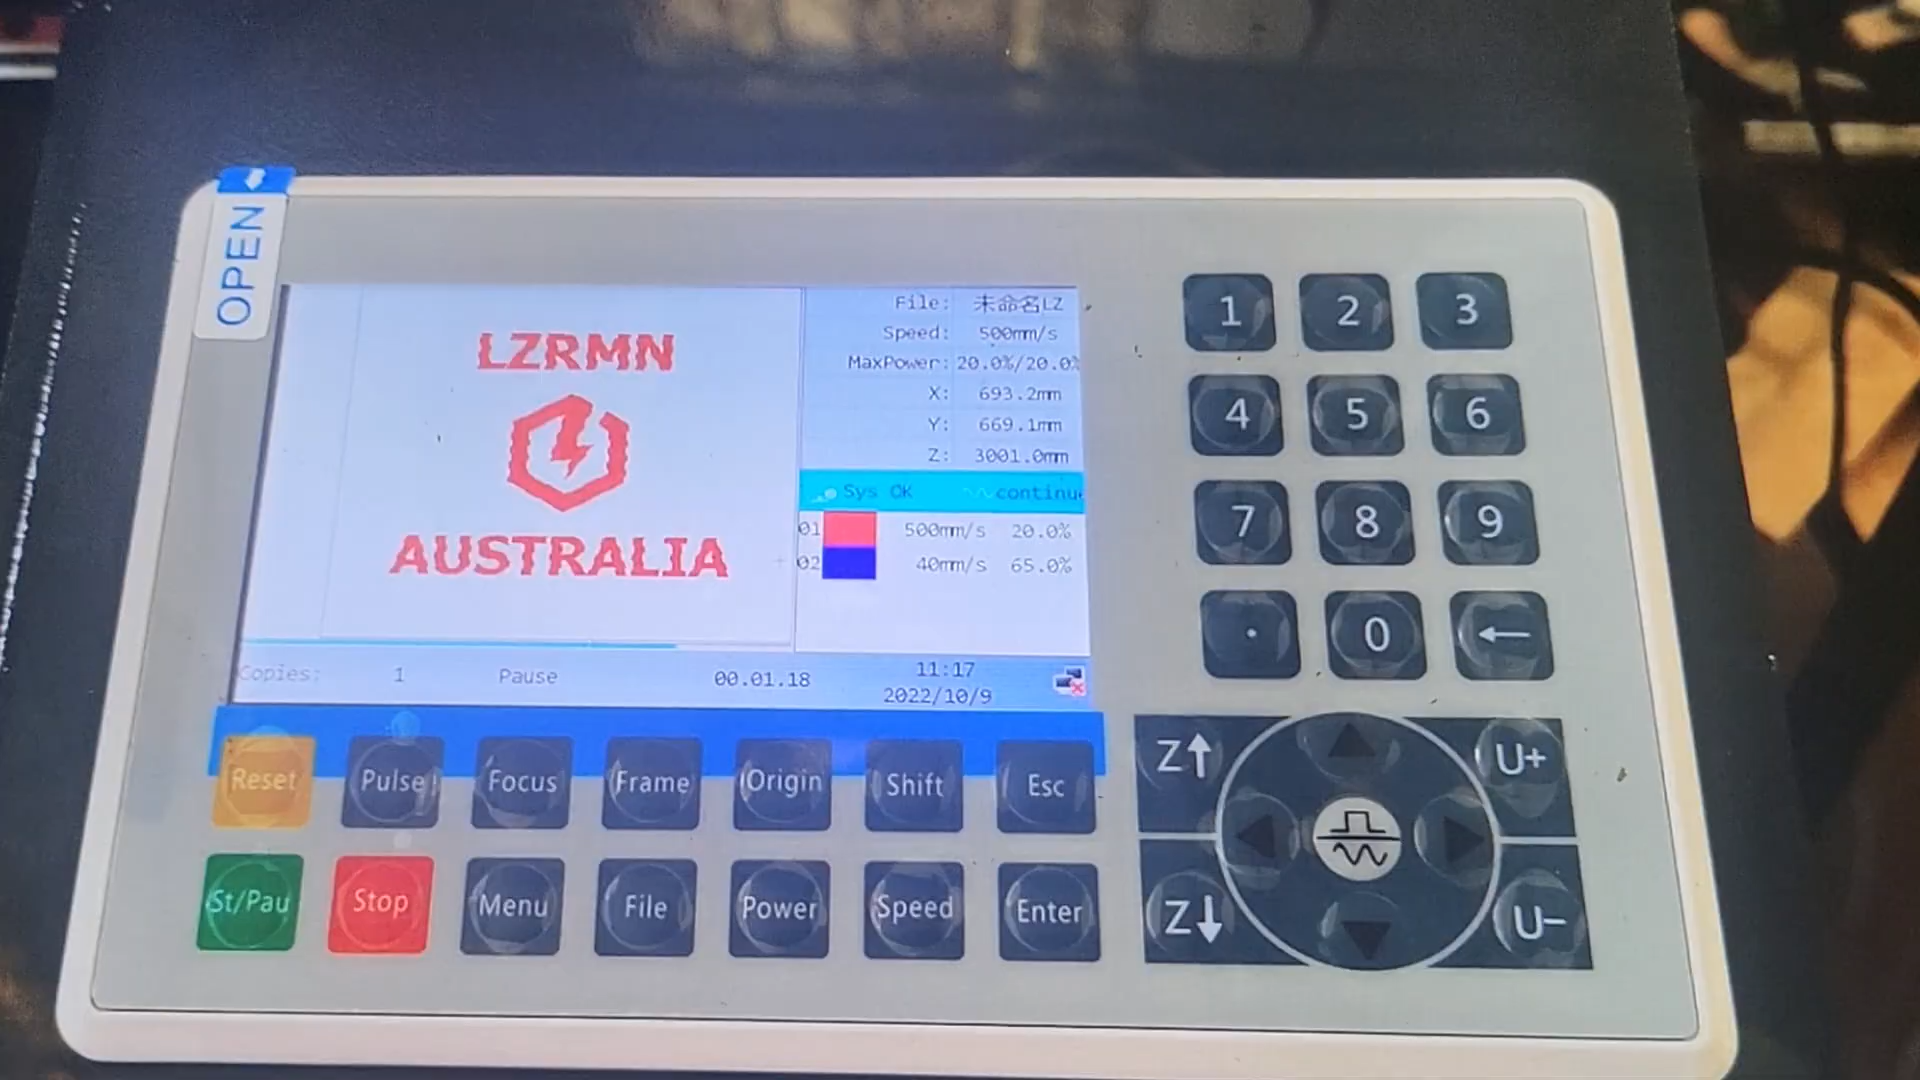 OPEN
LZRMN
AUSTRALIA
File: 未命名LZ
Speed: 500mm/s
MaxPower: 20.0%/20.0%
X: 693.2mm
Y: 669.1mm
Z: 3001.0mm
Sys OK continu
01 500mm/s 20.0%
02 40mm/s 65.0%
Copies: 1 Pause 00.01.18 11:17
2022/10/9
Reset Pulse Focus Frame Origin Shift Esc
St/Pau Stop Menu File Power Speed Enter
1 2 3
4 5 6
7 8 9
. 0 ←
Z↑ U+
Z↓ U-